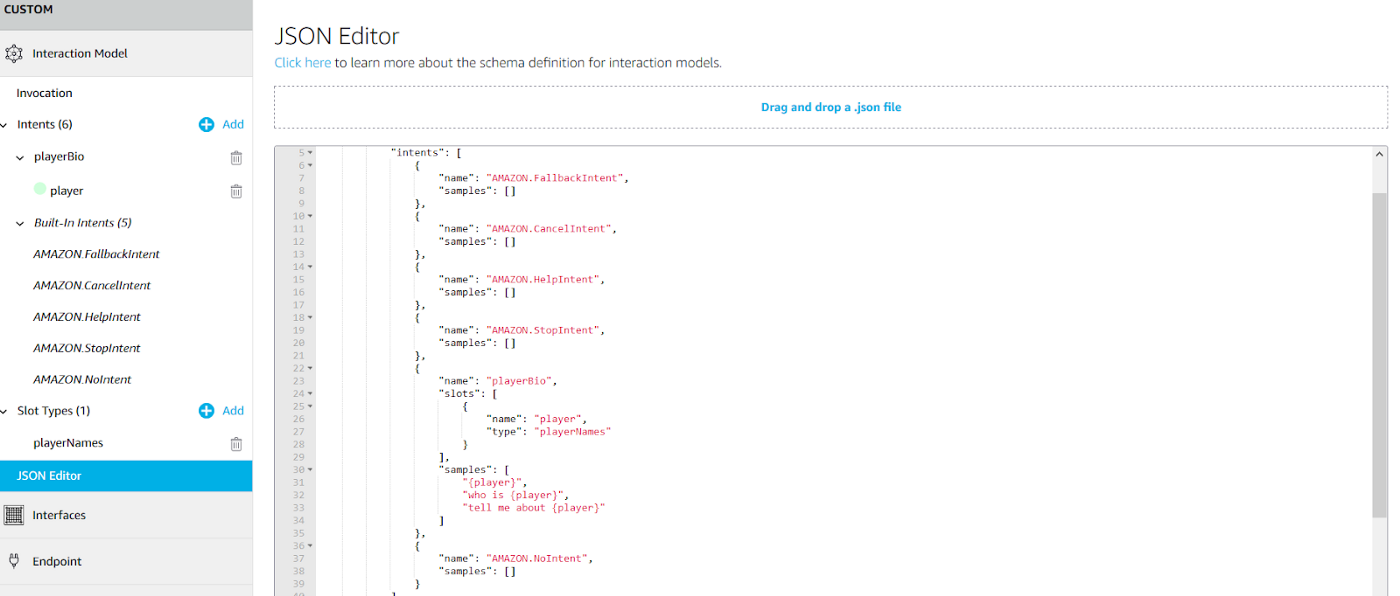 CUSTOM
Interaction Model
Invocation
Intents (6)
Add
playerBio
player
Built-In Intents (5)
AMAZON.FallbackIntent
AMAZON.CancelIntent
AMAZON.HelpIntent
AMAZON.StopIntent
AMAZON.NoIntent
Slot Types (1)
Add
playerNames
JSON Editor
Interfaces
Endpoint
JSON Editor
Click here to learn more about the schema definition for interaction models.
Drag and drop a .json file
5 "intents": [
6 {
7 "name": "AMAZON.FallbackIntent",
8 "samples": []
9 },
10 {
11 "name": "AMAZON.CancelIntent",
12 "samples": []
13 },
14 {
15 "name": "AMAZON.HelpIntent",
16 "samples": []
17 },
18 {
19 "name": "AMAZON.StopIntent",
20 "samples": []
21 },
22 {
23 "name": "playerBio",
24 "slots": [
25 {
26 "name": "player",
27 "type": "playerNames"
28 }
29 ],
30 "samples": [
31 "{player}",
32 "who is {player}",
33 "tell me about {player}"
34 ]
35 },
36 {
37 "name": "AMAZON.NoIntent",
38 "samples": []
39 }